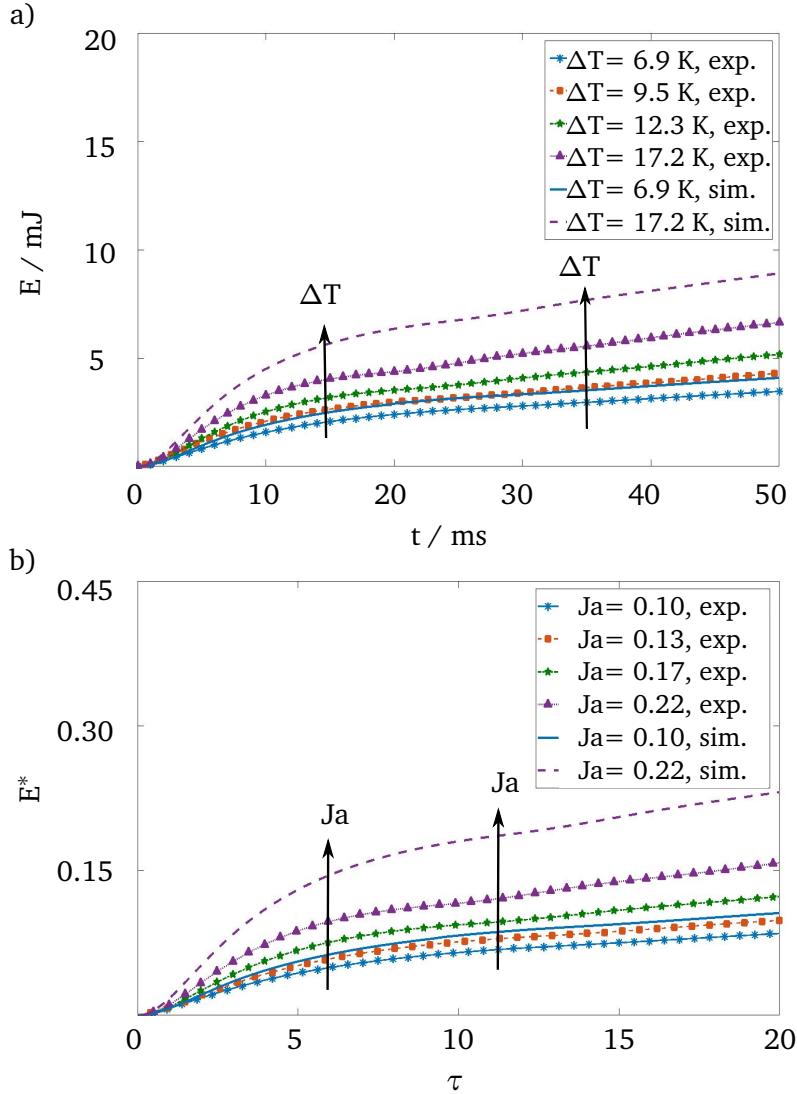 a)
20
15
10
5
E / mJ
ΔT= 6.9 K, exp.
ΔT= 9.5 K, exp.
ΔT= 12.3 K, exp.
ΔT= 17.2 K, exp.
ΔT= 6.9 K, sim.
ΔT= 17.2 K, sim.
ΔT
ΔT
0 10 20 30 40 50
t / ms
b)
0.45
0.30
0.15
E*
Ja= 0.10, exp.
Ja= 0.13, exp.
Ja= 0.17, exp.
Ja= 0.22, exp.
Ja= 0.10, sim.
Ja= 0.22, sim.
Ja
Ja
0 5 10 15 20
τ